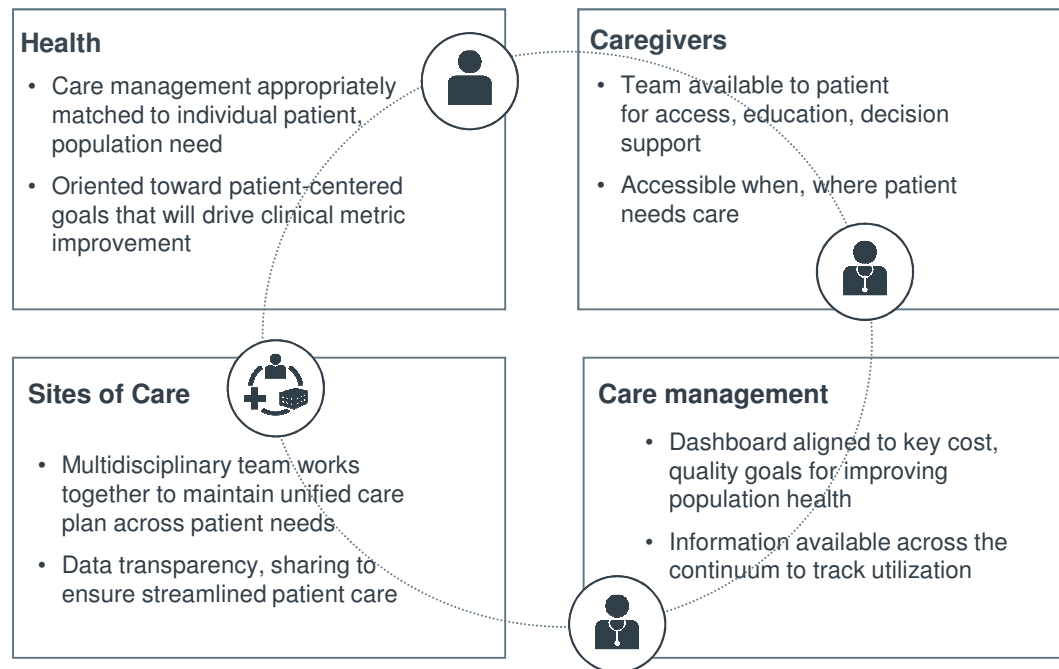 Health
• Care management appropriately
matched to individual patient,
population need
• Oriented toward patient-centered
goals that will drive clinical metric
improvement
Caregivers
• Team available to patient
for access, education, decision
support
• Accessible when, where patient
needs care
Sites of Care
• Multidisciplinary team works
together to maintain unified care
plan across patient needs
• Data transparency, sharing to
ensure streamlined patient care
Care management
• Dashboard aligned to key cost,
quality goals for improving
population health
• Information available across the
continuum to track utilization